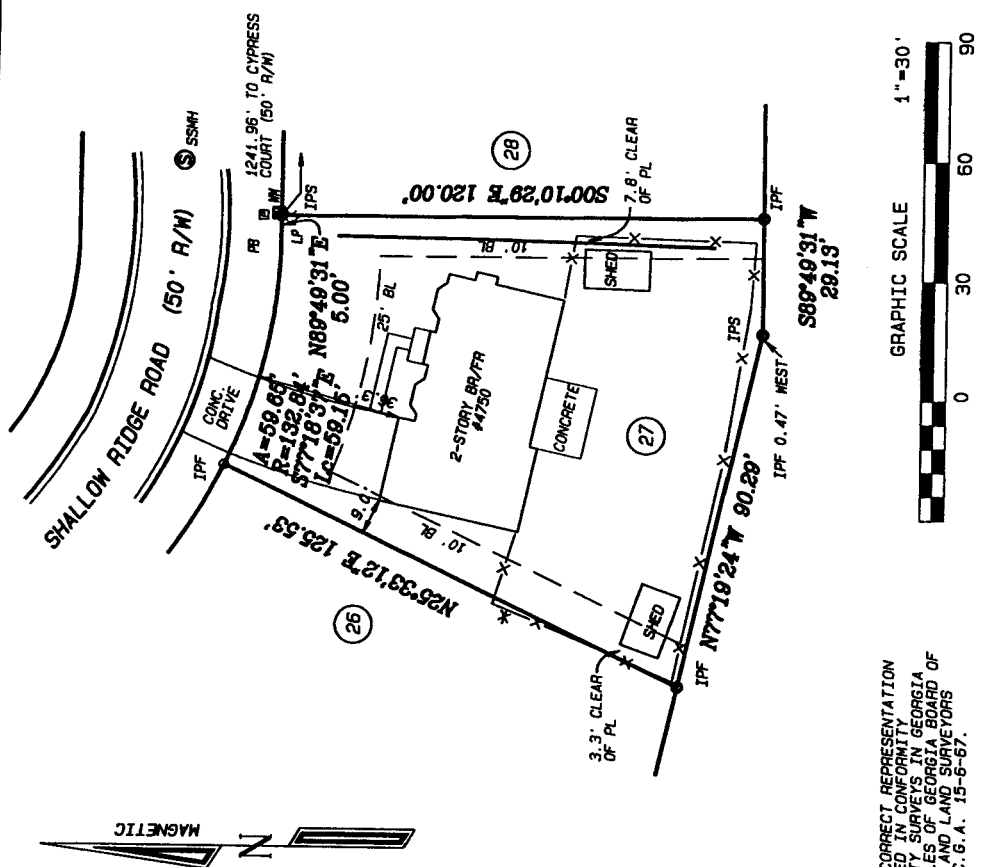 SHALLOW RIDGE ROAD (50' R/W)
S SSMH
1241.96' TO CYPRESS
COURT (50' R/W)
PB
LP
IPS
N89°49'31"E
5.00'
S00°10'29"E 120.00'
28
7.8' CLEAR
OF PL
CONC.
DRIVE
IPF
A=59.66'
R=132.84'
S77°18'37"E
Lc=59.15'
25' BL
10' BL
SHED
2-STORY BR/FR
#4750
CONCRETE
9.0'
10' BL
N25°33'12"E 125.53'
26
27
IPS
IPF
S89°49'31"W
29.13'
IPF 0.47' WEST
N77°19'24"W 90.29'
SHED
3.3' CLEAR
OF PL
IPF
MAGNETIC
N
GRAPHIC SCALE
1"=30'
0 30 60 90
CORRECT REPRESENTATION
ED IN CONFORMITY
TY SURVEYS IN GEORGIA
LES OF GEORGIA BOARD OF
AND LAND SURVEYORS
C.G.A. 15-6-67.